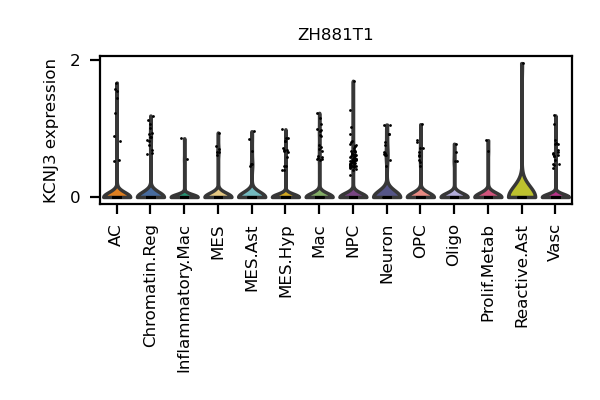 ZH881T1
KCNJ3 expression
2
0
AC
Chromatin.Reg
Inflammatory.Mac
MES
MES.Ast
MES.Hyp
Mac
NPC
Neuron
OPC
Oligo
Prolif.Metab
Reactive.Ast
Vasc